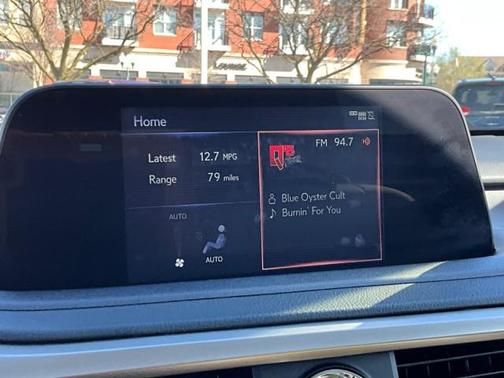 Home
Latest 12.7 MPG
Range 79 miles
AUTO
AUTO
FM 94.7
Blue Oyster Cult
Burnin' For You